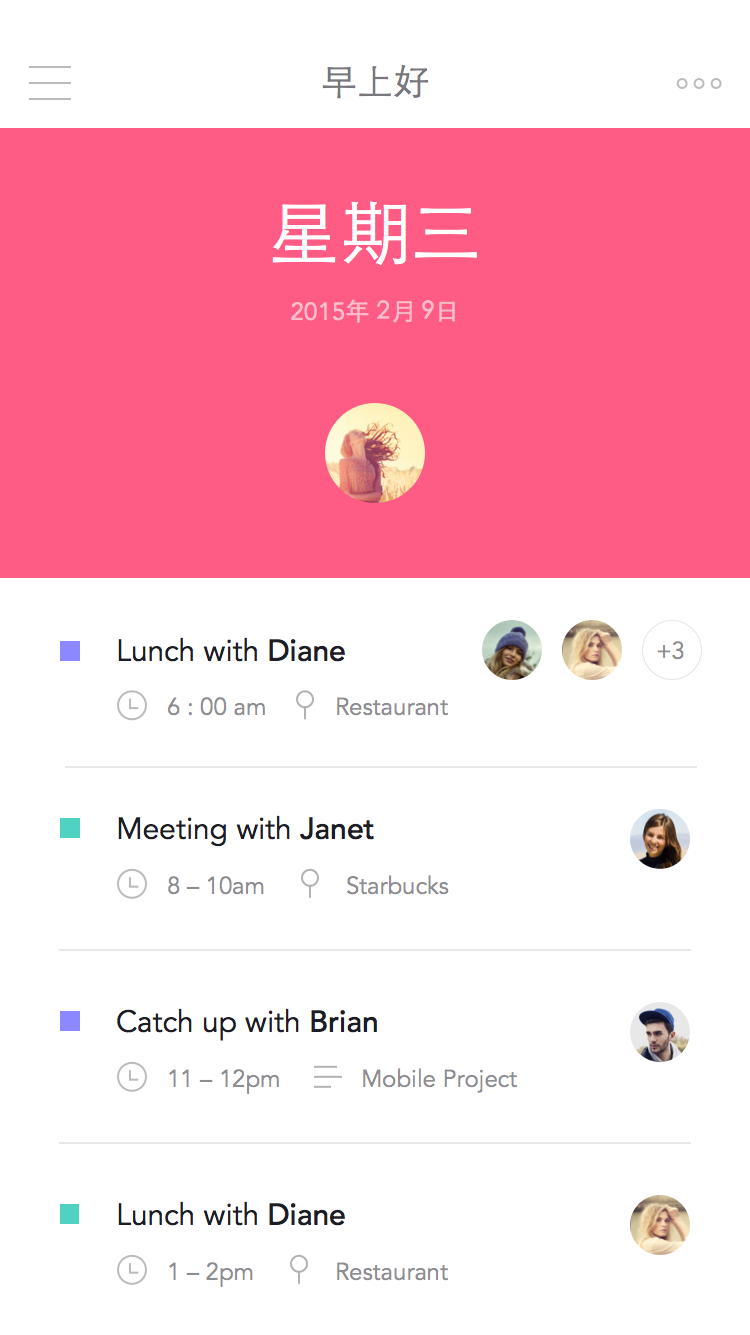 早上好
星期三
2015年 2月 9日
Lunch with Diane
+3
6 : 00 am Restaurant
Meeting with Janet
8 – 10am Starbucks
Catch up with Brian
11 – 12pm Mobile Project
Lunch with Diane
1 – 2pm Restaurant